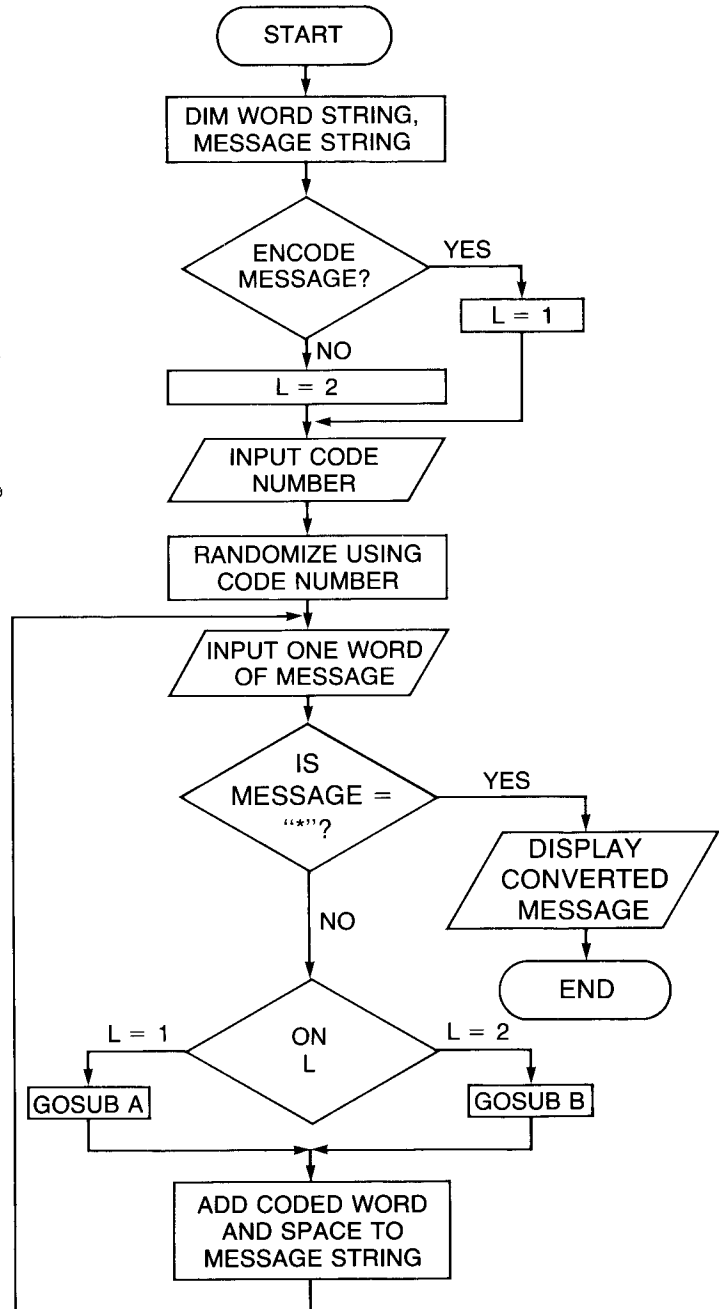 START
DIM WORD STRING,
MESSAGE STRING
ENCODE
MESSAGE?
YES
L = 1
NO
L = 2
INPUT CODE
NUMBER
RANDOMIZE USING
CODE NUMBER
INPUT ONE WORD
OF MESSAGE
IS
MESSAGE =
“*”?
YES
DISPLAY
CONVERTED
MESSAGE
END
NO
ON
L
L = 1
L = 2
GOSUB A
GOSUB B
ADD CODED WORD
AND SPACE TO
MESSAGE STRING